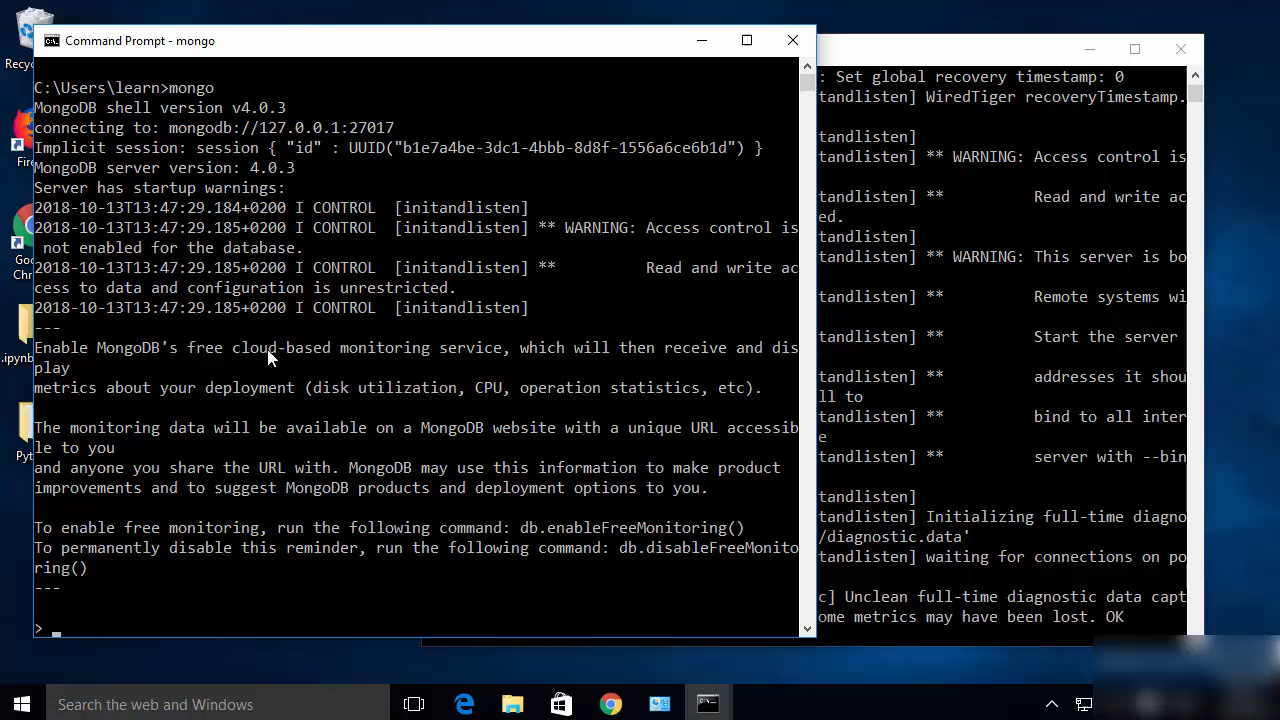 Recyc
Command Prompt - mongo
C:\Users\learn>mongo
MongoDB shell version v4.0.3
connecting to: mongodb://127.0.0.1:27017
Implicit session: session { "id" : UUID("b1e7a4be-3dc1-4bbb-8d8f-1556a6ce6b1d") }
MongoDB server version: 4.0.3
Server has startup warnings:
2018-10-13T13:47:29.184+0200 I CONTROL  [initandlisten]
2018-10-13T13:47:29.185+0200 I CONTROL  [initandlisten] ** WARNING: Access control is
 not enabled for the database.
2018-10-13T13:47:29.185+0200 I CONTROL  [initandlisten] **          Read and write ac
cess to data and configuration is unrestricted.
2018-10-13T13:47:29.185+0200 I CONTROL  [initandlisten]
---
Enable MongoDB's free cloud-based monitoring service, which will then receive and dis
play
metrics about your deployment (disk utilization, CPU, operation statistics, etc).
The monitoring data will be available on a MongoDB website with a unique URL accessib
le to you
and anyone you share the URL with. MongoDB may use this information to make product
improvements and to suggest MongoDB products and deployment options to you.
To enable free monitoring, run the following command: db.enableFreeMonitoring()
To permanently disable this reminder, run the following command: db.disableFreeMonito
ring()
---
>
: Set global recovery timestamp: 0
tandlisten] WiredTiger recoveryTimestamp.
tandlisten]
tandlisten] ** WARNING: Access control is
tandlisten] **          Read and write ac
ed.
tandlisten]
tandlisten] ** WARNING: This server is bo
tandlisten] **          Remote systems wi
tandlisten] **          Start the server
tandlisten] **          addresses it shou
ll to
tandlisten] **          bind to all inter
e
tandlisten] **          server with --bin
tandlisten]
tandlisten] Initializing full-time diagno
/diagnostic.data'
tandlisten] waiting for connections on po
c] Unclean full-time diagnostic data capt
ome metrics may have been lost. OK
Fire
Goo
Chr
.ipynb
Pyt
Search the web and Windows